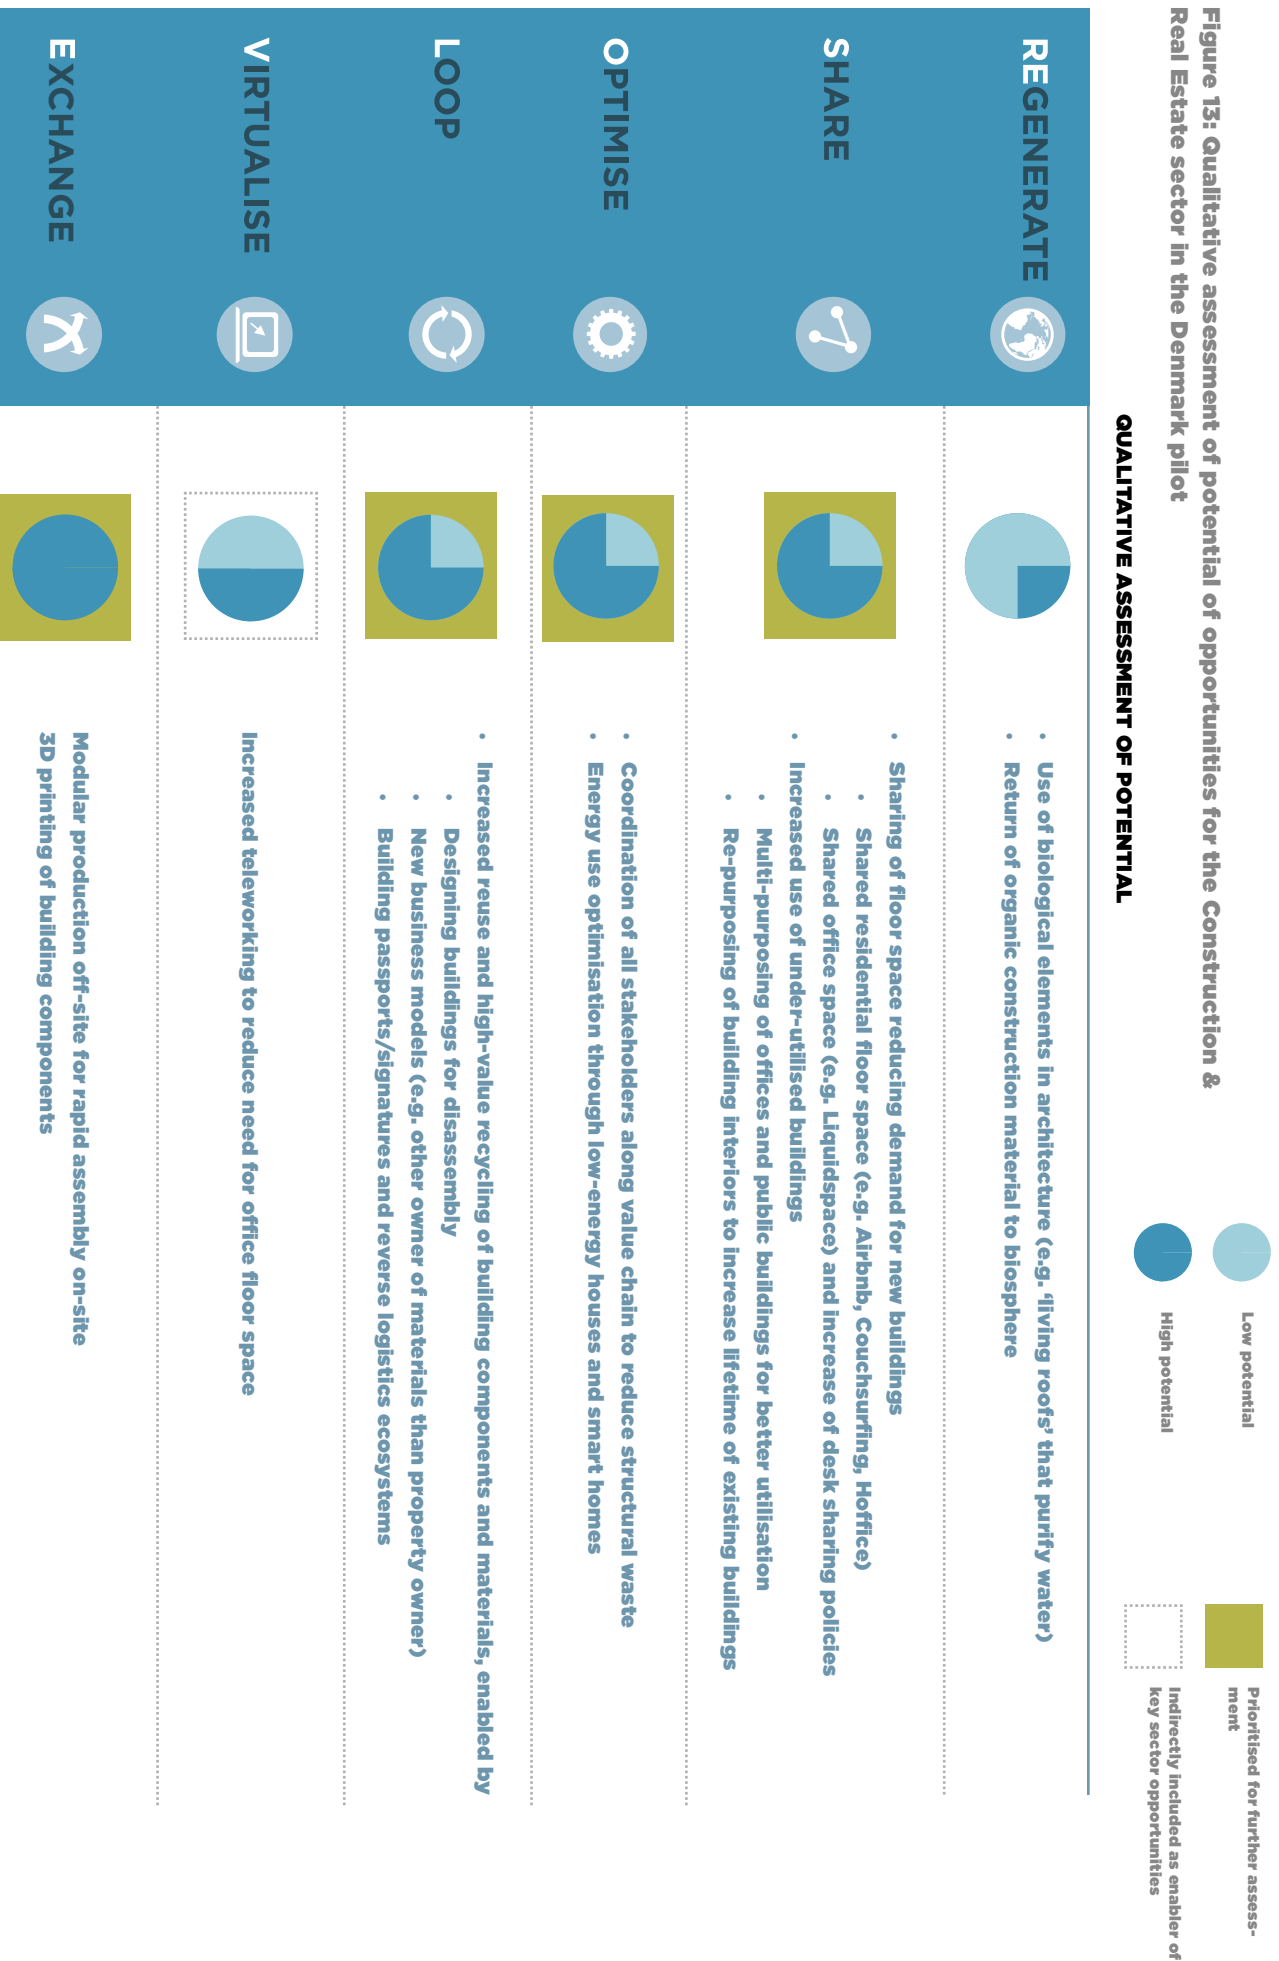 Figure 13: Qualitative assessment of potential of opportunities for the Construction &
Real Estate sector in the Denmark pilot
Low potential
High potential
Prioritised for further assess-
ment
Indirectly included as enabler of
key sector opportunities
QUALITATIVE ASSESSMENT OF POTENTIAL
REGENERATE
• Use of biological elements in architecture (e.g. ‘living roofs’ that purify water)
• Return of organic construction material to biosphere
SHARE
• Sharing of floor space reducing demand for new buildings
• Shared residential floor space (e.g. Airbnb, Couchsurfing, Hoffice)
• Shared office space (e.g. Liquidspace) and increase of desk sharing policies
• Increased use of under-utilised buildings
• Multi-purposing of offices and public buildings for better utilisation
• Re-purposing of building interiors to increase lifetime of existing buildings
OPTIMISE
• Coordination of all stakeholders along value chain to reduce structural waste
• Energy use optimisation through low-energy houses and smart homes
LOOP
• Increased reuse and high-value recycling of building components and materials, enabled by
• Designing buildings for disassembly
• New business models (e.g. other owner of materials than property owner)
• Building passports/signatures and reverse logistics ecosystems
VIRTUALISE
Increased teleworking to reduce need for office floor space
EXCHANGE
Modular production off-site for rapid assembly on-site
3D printing of building components